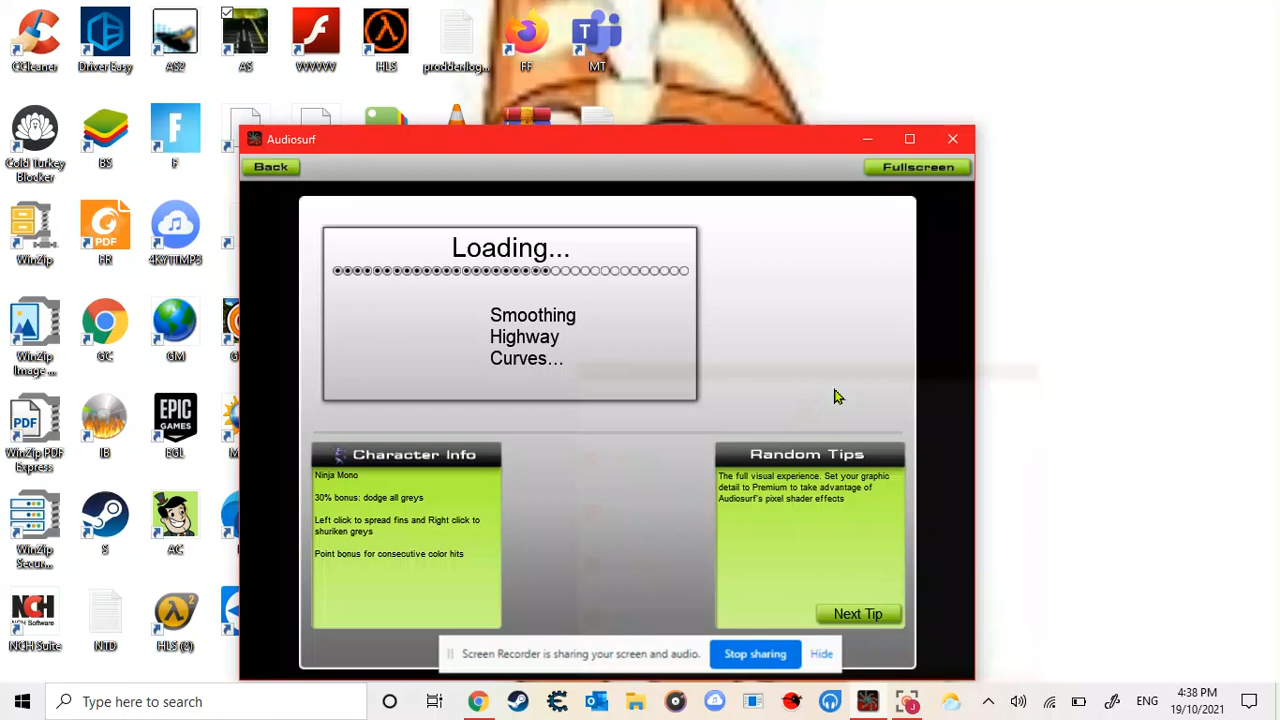 CCleaner
Driver Easy
AS2
AS
VVVVV
HLS
prodderlog...
FF
MT
Cold Turkey
Blocker
BS
F
Audiosurf
Back
Fullscreen
Loading...
Smoothing
Highway
Curves...
WinZip
FR
4KYTTMP3
WinZip
Image ...
GC
GM
PDF
WinZip PDF
Express
IB
EPIC
GAMES
EGL
Character Info
Ninja Mono
30% bonus: dodge all greys
Left click to spread fins and Right click to
shuriken greys
Point bonus for consecutive color hits
Random Tips
The full visual experience. Set your graphic
detail to Premium to take advantage of
Audiosurf's pixel shader effects
Next Tip
WinZip
Secur...
S
AC
NCH Software
NCH Suite
NTD
HLS (2)
Screen Recorder is sharing your screen and audio.
Stop sharing
Hide
Type here to search
ENG
4:38 PM
19/10/2021